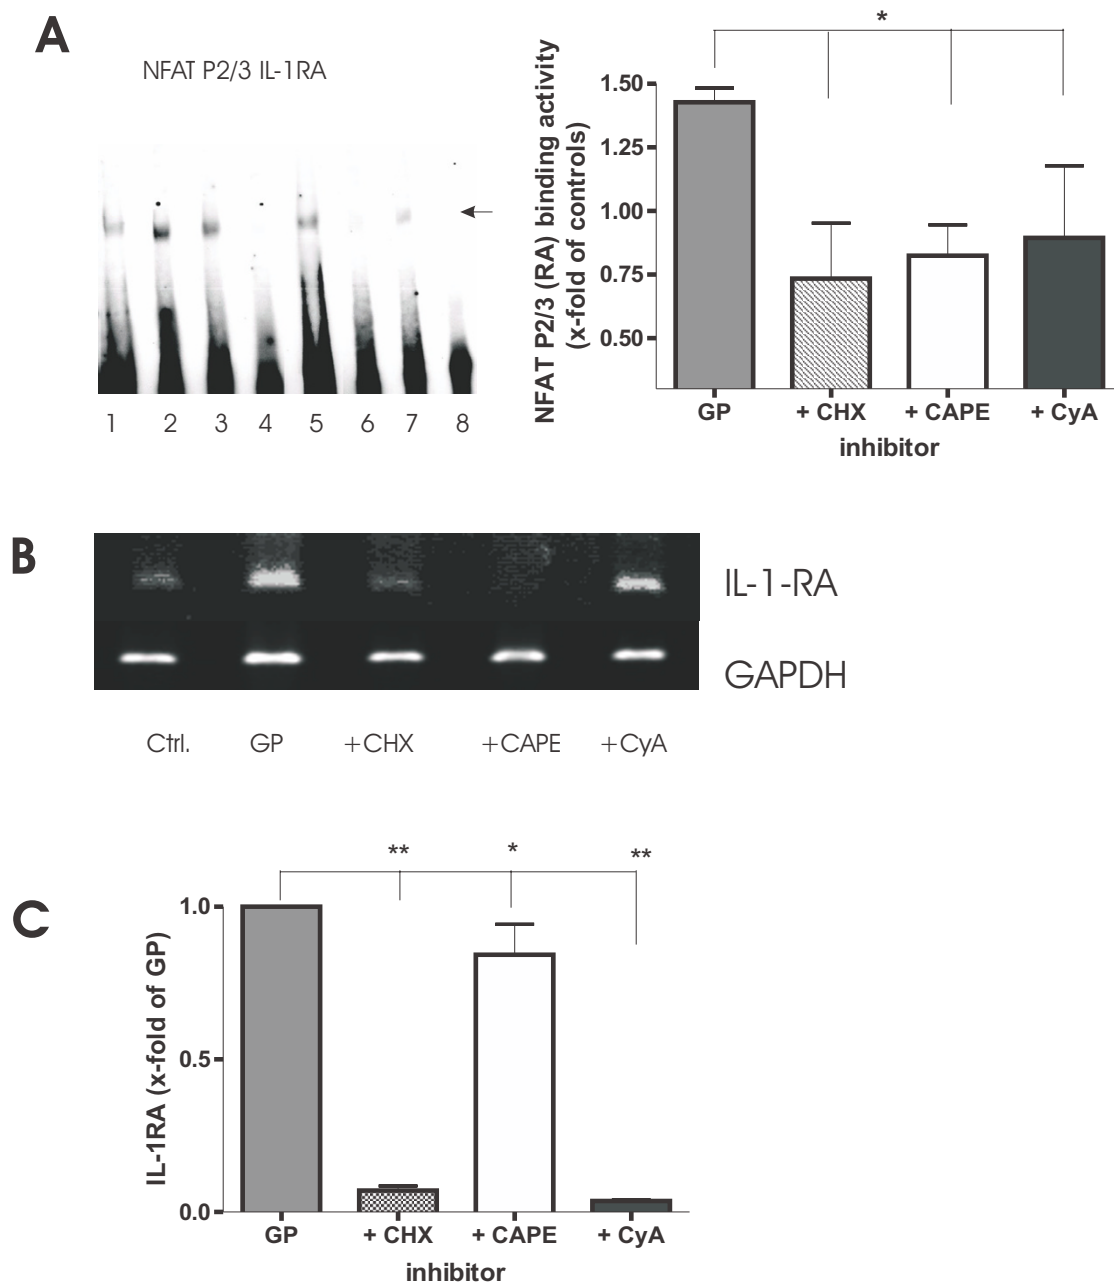 A
NFAT P2/3 IL-1RA
1 2 3 4 5 6 7 8
*
NFAT P2/3 (RA) binding activity
(x-fold of controls)
1.50
1.25
1.00
0.75
0.50
GP + CHX + CAPE + CyA
inhibitor
B
IL-1-RA
GAPDH
Ctrl. GP +CHX +CAPE +CyA
C
** * **
IL-1RA (x-fold of GP)
1.0
0.5
0.0
GP + CHX + CAPE + CyA
inhibitor